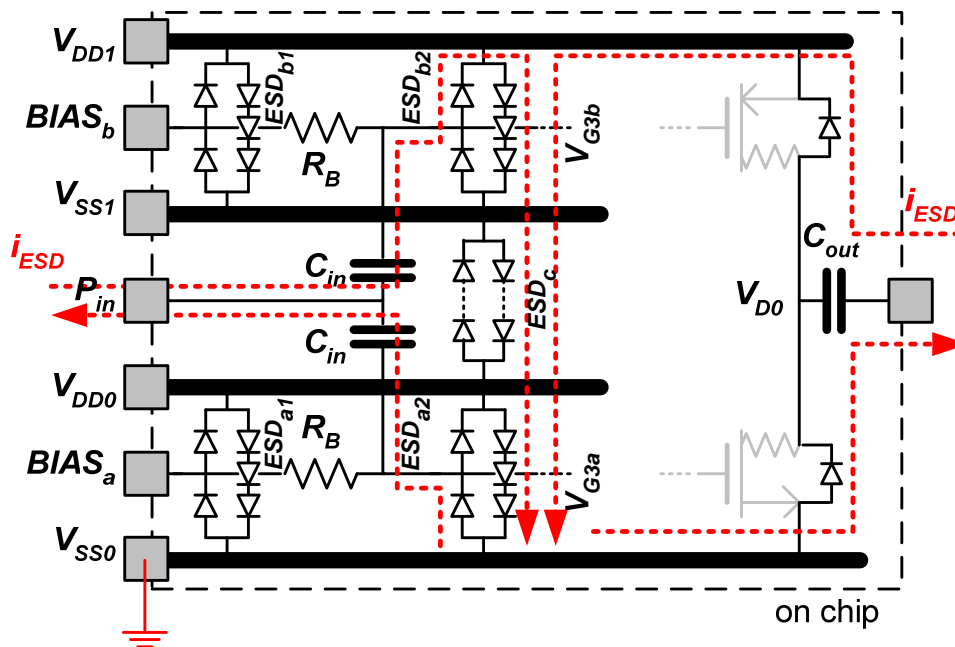 V_DD1
ESD_b1
ESD_b2
BIAS_b
R_B
V_G3b
V_SS1
i_ESD
i_ESD
C_in
C_out
P_in
ESD_c
V_D0
C_in
V_DD0
ESD_a1
R_B
ESD_a2
BIAS_a
V_G3a
V_SS0
on chip